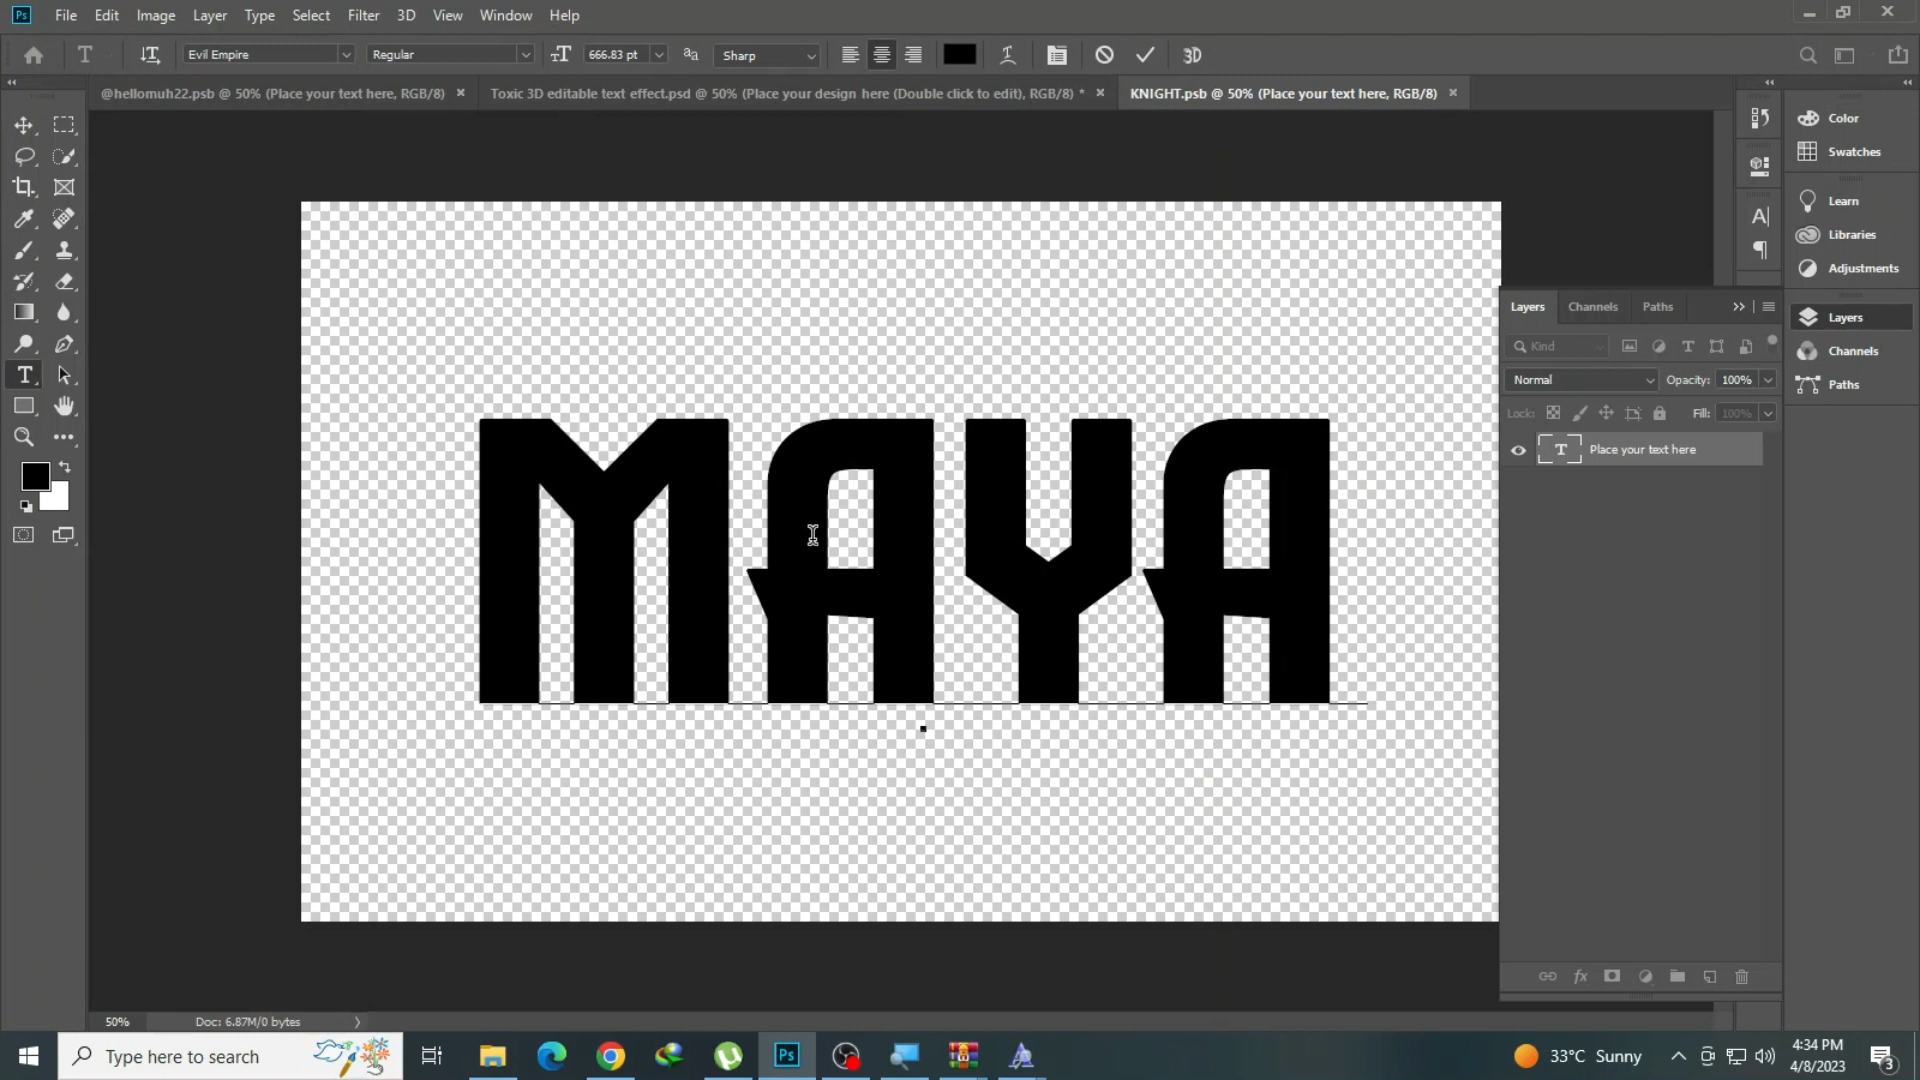 Ps File Edit Image Layer Type Select Filter 3D View Window Help
Evil Empire Regular 666.83 pt Sharp 3D
@hellomuh22.psb @ 50% (Place your text here, RGB/8) Toxic 3D editable text effect.psd @ 50% (Place your design here (Double click to edit), RGB/8) * KNIGHT.psb @ 50% (Place your text here, RGB/8)
Color
Swatches
Learn
Libraries
Adjustments
Layers
Channels
Paths
Layers Channels Paths
Kind
Normal Opacity: 100%
Lock: Fill: 100%
Place your text here
MAYA
50% Doc: 6.87M/0 bytes
Type here to search
Ps
33°C Sunny
4:34 PM
4/8/2023
3